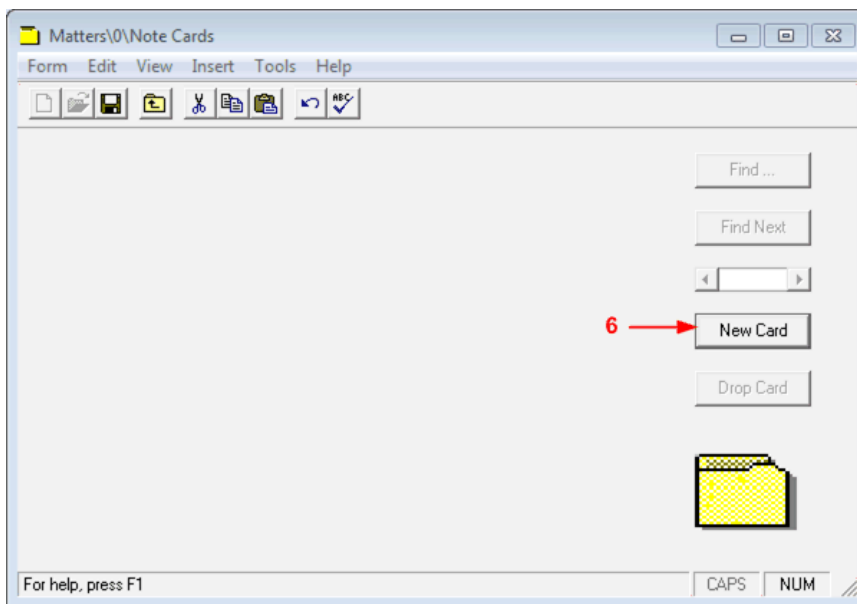 Matters\0\Note Cards
Form Edit View Insert Tools Help
ABC
Find ...
Find Next
6
New Card
Drop Card
For help, press F1
CAPS
NUM